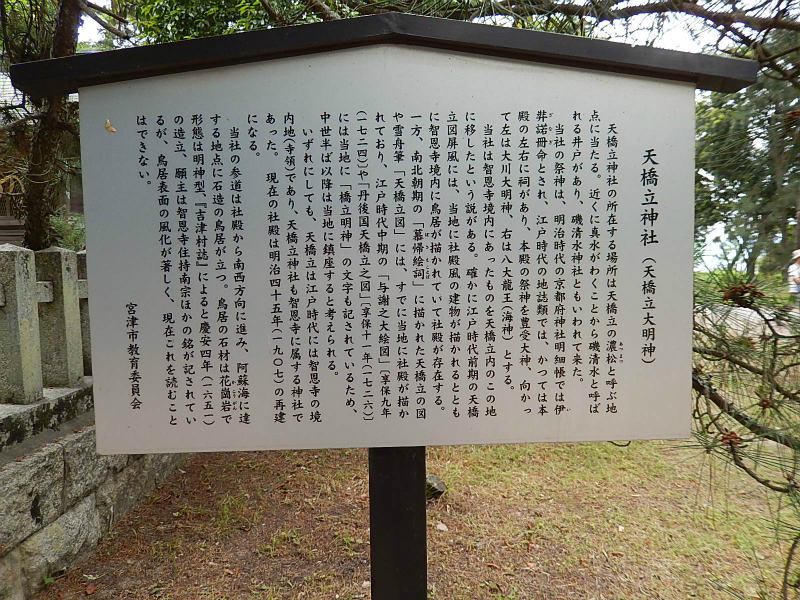 天橋立神社（天橋立大明神）
天橋立神社の所在する場所は天橋立の濃松と呼ぶ地
点に当たる。近くに真水がわくことから磯清水と呼ば
れる井戸があり、磯清水神社ともいわれて来た。
当社の祭神は、明治時代の京都府神社明細帳では伊
弉諾冊命とされ、江戸時代の地誌類では、かつては本
殿の左右に祠があり、本殿の祭神を豊受大神、向かっ
て左は大川大明神、右は八大龍王（海神）とする。
当社は智恩寺境内にあったものを天橋立内のこの地
に移したという説がある。確かに江戸時代前期の天橋
立図屏風には、当地に社殿風の建物が描かれるととも
に智恩寺境内に鳥居が描かれていて社殿が存在する。
一方、南北朝期の「慕帰絵詞」に描かれた天橋立の図
や雪舟筆「天橋立図」には、すでに当地に社殿が描か
れており、江戸時代中期の「与謝之大絵図」（享保九年
（一七二四））や「丹後国天橋立之図」（享保十一年（一七二六）
には当地に「橋立明神」の文字も記されているため、
中世半ば以降は当地に鎮座すると考えられる。
いずれにしても、天橋立は江戸時代には智恩寺の境
内地（寺領）であり、天橋立神社も智恩寺に属する神社で
あった。 現在の社殿は明治四十五年（一九〇七）の再建
になる。
当社の参道は社殿から南西方向に進み、阿蘇海に達
する地点に石造の鳥居が立つ。鳥居の石材は花崗岩で
形態は明神型、『吉津村誌』によると慶安四年（一六五一）
の造立、願主は智恩寺住持南宗ほかの銘が記されてい
るが、鳥居表面の風化が著しく、現在これを読むこと
はできない。
宮津市教育委員会